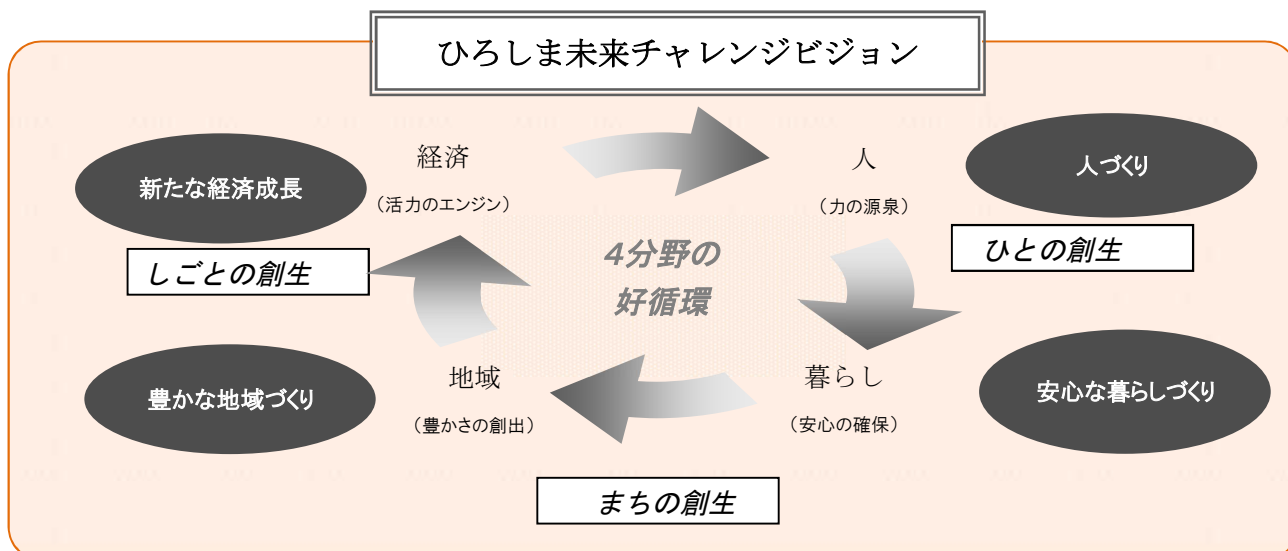 ひろしま未来チャレンジビジョン
経済
人
新たな経済成長
人づくり
(活力のエンジン)
(力の源泉)
しごとの創生
4分野の
好循環
ひとの創生
地域
暮らし
豊かな地域づくり
安心な暮らしづくり
(豊かさの創出)
(安心の確保)
まちの創生